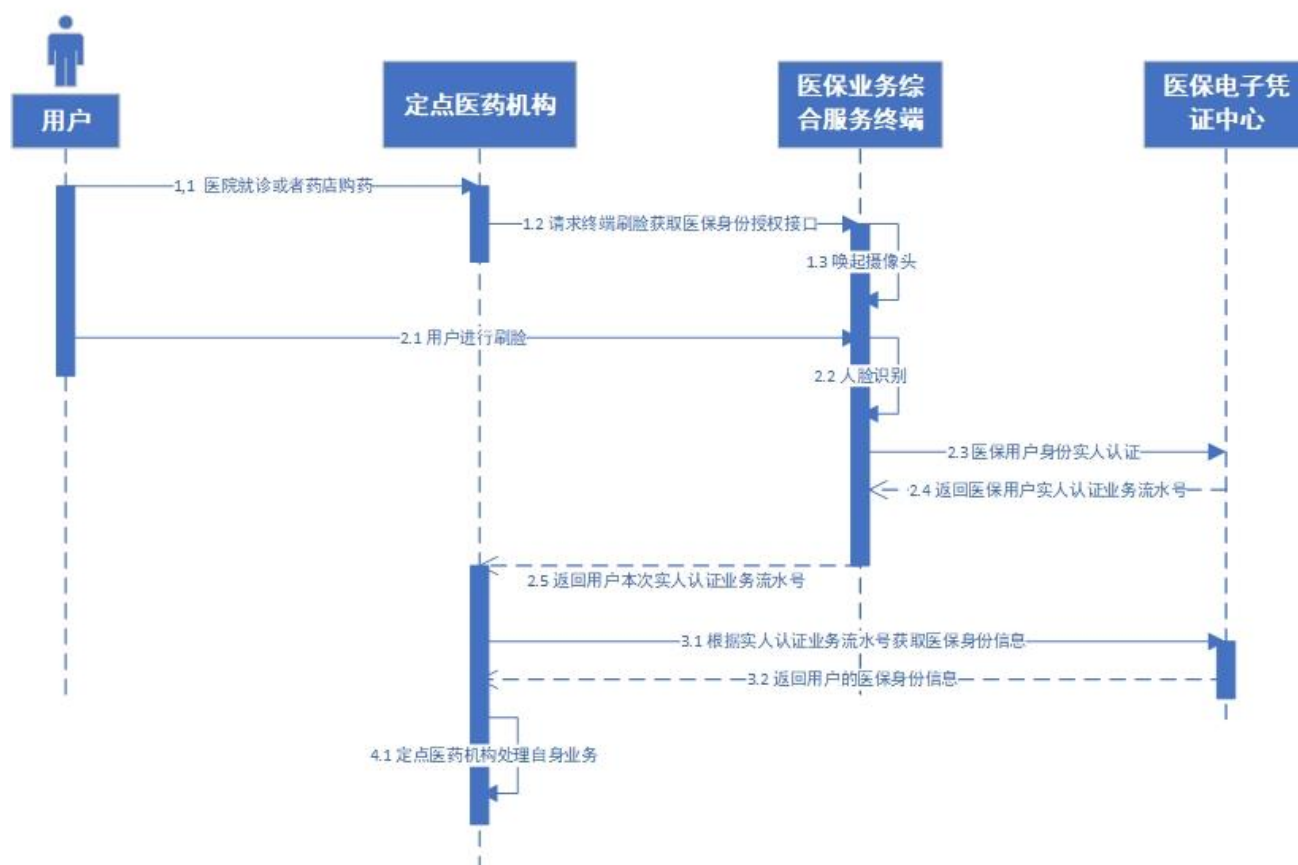 用户
定点医药机构
医保业务综
合服务终端
医保电子凭
证中心
1,1 医院就诊或者药店购药
1.2 请求终端刷脸获取医保身份授权接口
1.3 唤起摄像头
2.1 用户进行刷脸
2.2 人脸识别
2.3 医保用户身份实人认证
2.4 返回医保用户实人认证业务流水号
2.5 返回用户本次实人认证业务流水号
3.1 根据实人认证业务流水号获取医保身份信息
3.2 返回用户的医保身份信息
4.1 定点医药机构处理自身业务